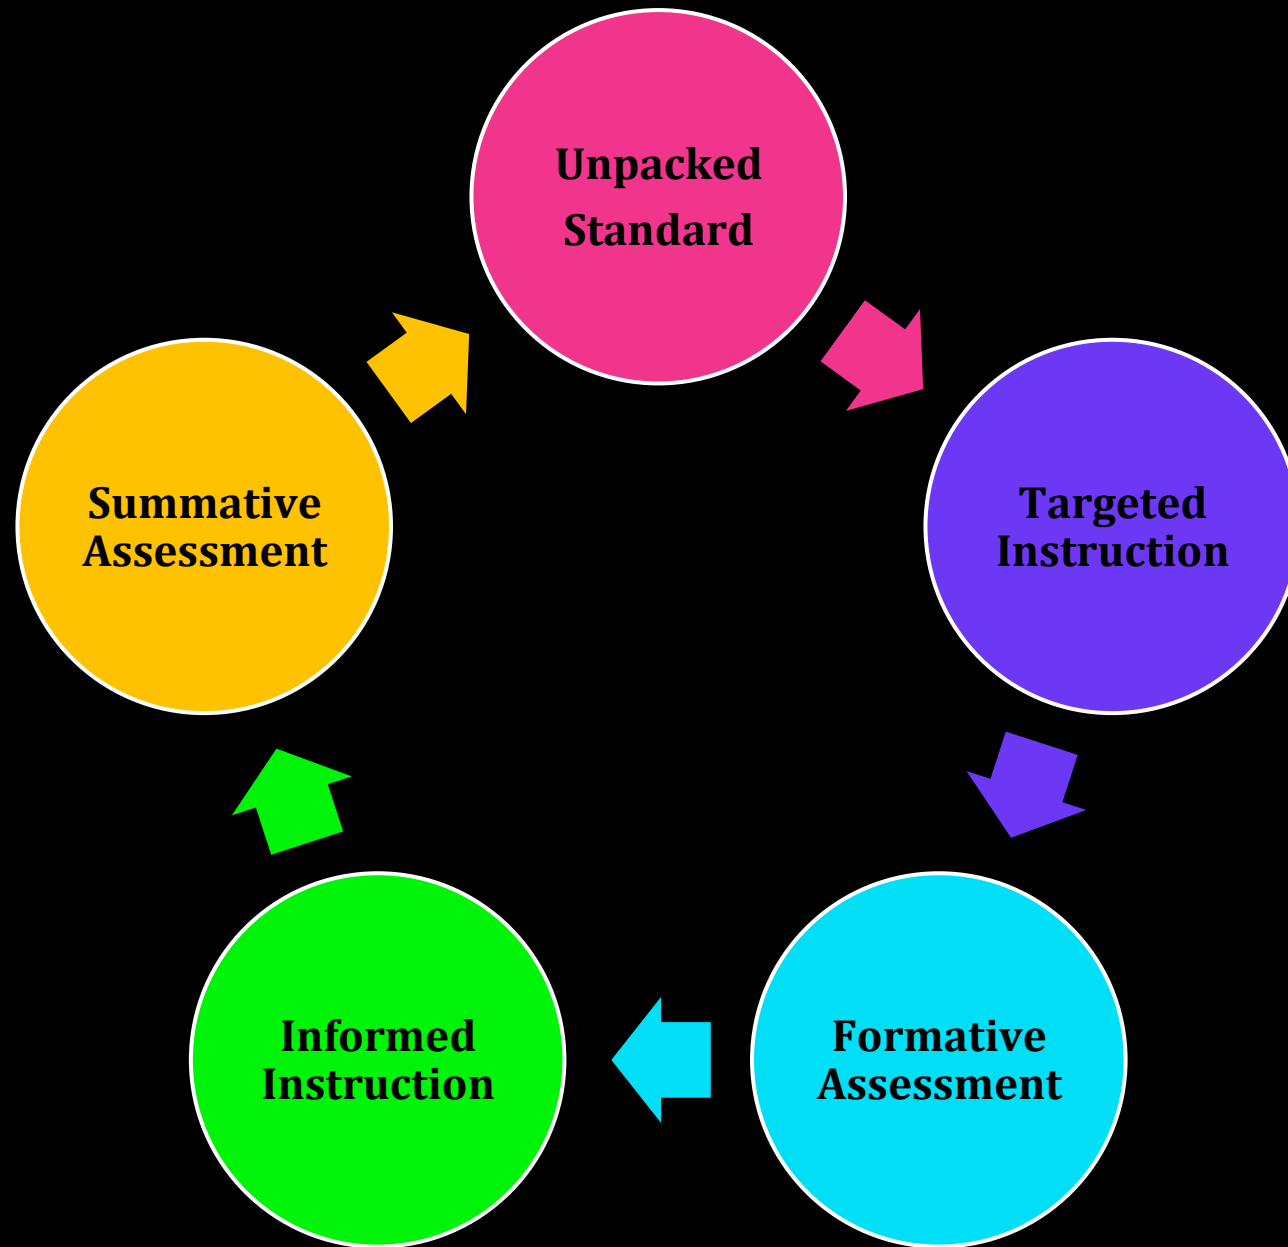 Unpacked
Standard
Targeted
Instruction
Formative
Assessment
Informed
Instruction
Summative
Assessment